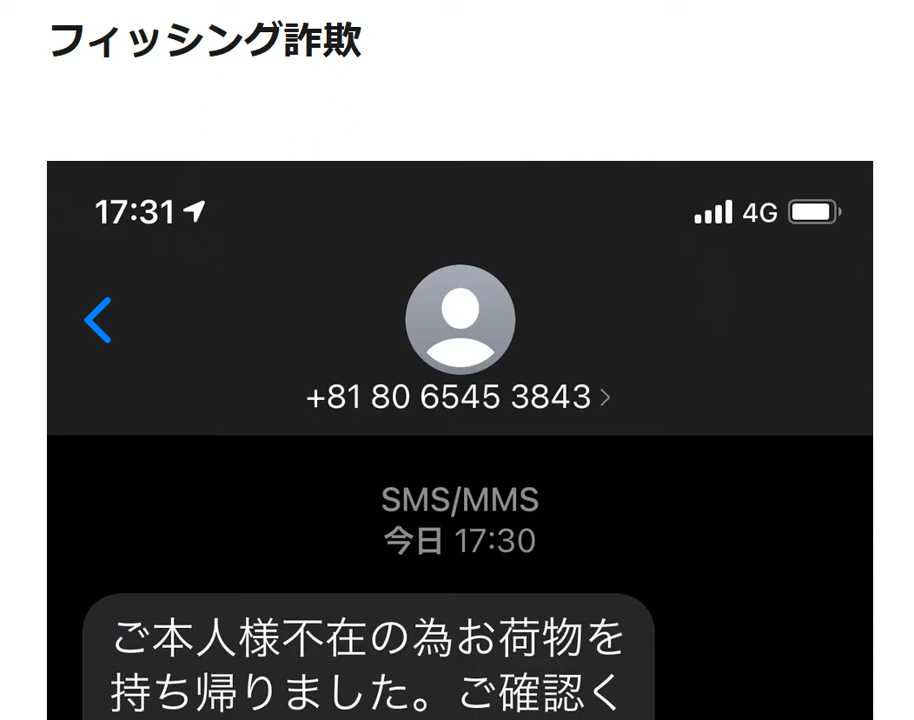 フィッシング詐欺
17:31
4G
+81 80 6545 3843
SMS/MMS
今日 17:30
ご本人様不在の為お荷物を
持ち帰りました。ご確認く